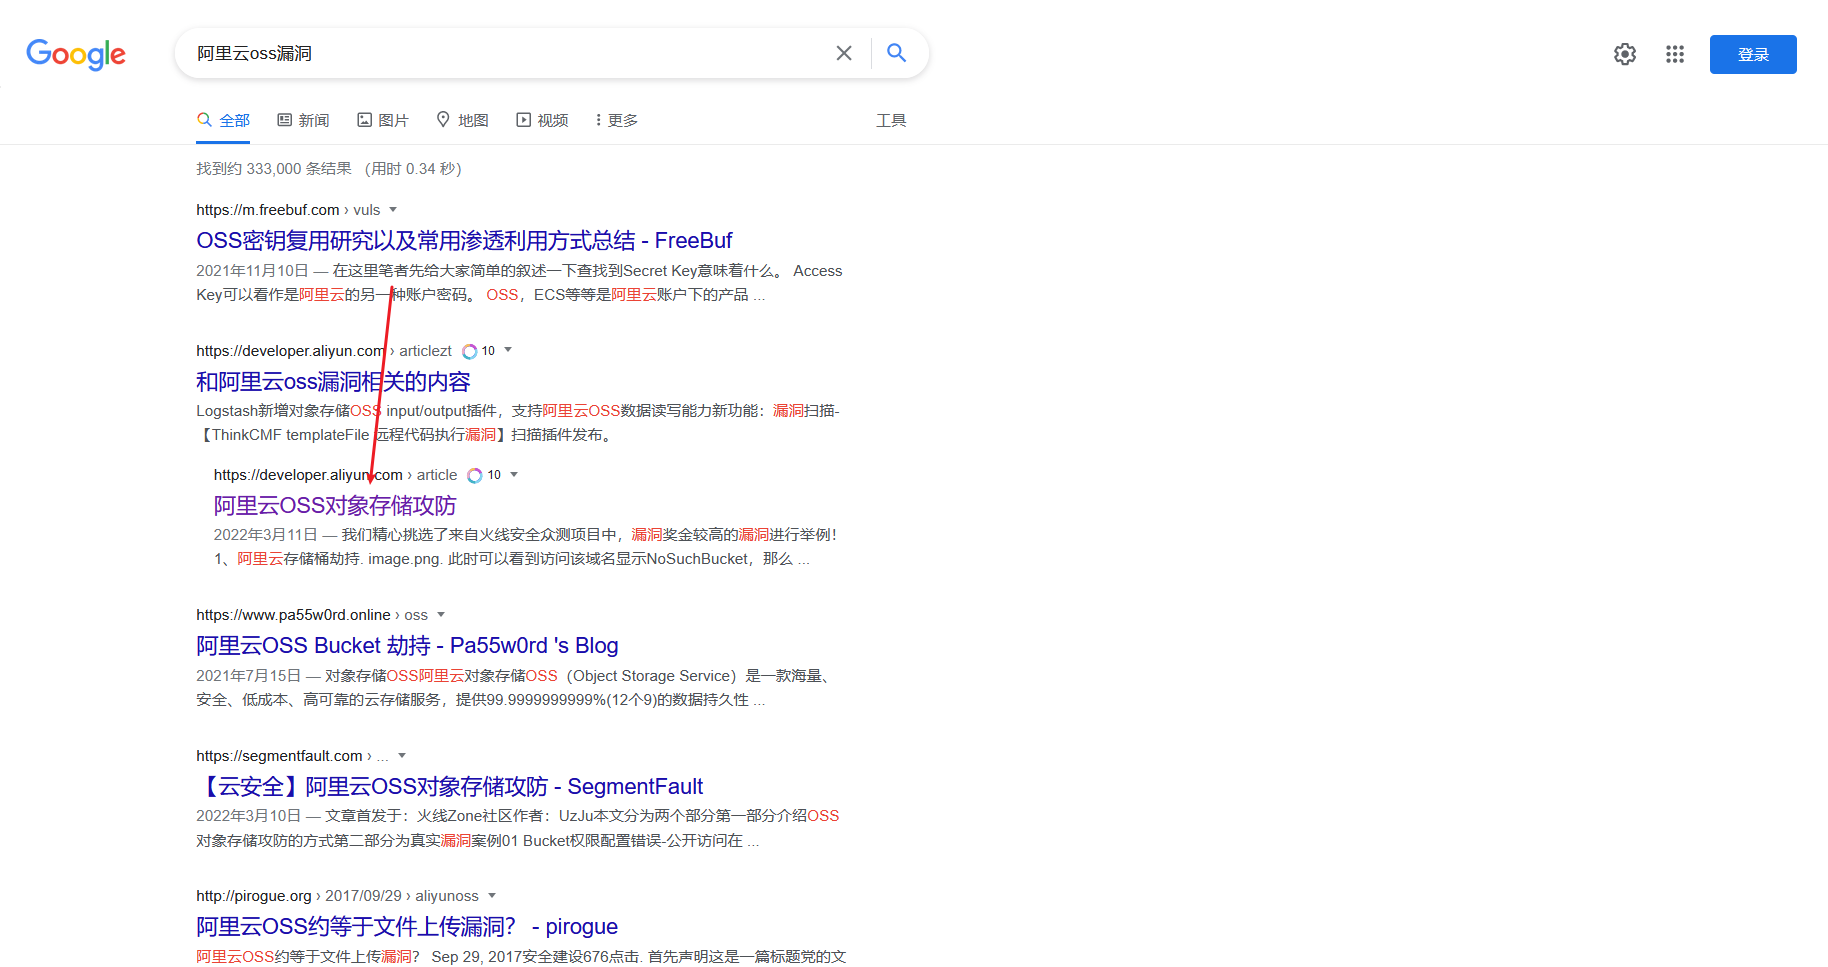 Google
阿里云oss漏洞
登录
全部 新闻 图片 地图 视频 更多 工具
找到约 333,000 条结果 (用时 0.34 秒)
https://m.freebuf.com › vuls
OSS密钥复用研究以及常用渗透利用方式总结 - FreeBuf
2021年11月10日 — 在这里笔者先给大家简单的叙述一下查找到Secret Key意味着什么。 Access
Key可以看作是阿里云的另一种账户密码。 OSS，ECS等等是阿里云账户下的产品 ...
https://developer.aliyun.com › articlezt 10
和阿里云oss漏洞相关的内容
Logstash新增对象存储OSS input/output插件，支持阿里云OSS数据读写能力新功能：漏洞扫描-
【ThinkCMF templateFile 远程代码执行漏洞】扫描插件发布。
https://developer.aliyun.com › article 10
阿里云OSS对象存储攻防
2022年3月11日 — 我们精心挑选了来自火线安全众测项目中，漏洞奖金较高的漏洞进行举例！
1、阿里云存储桶劫持. image.png. 此时可以看到访问该域名显示NoSuchBucket，那么 ...
https://www.pa55w0rd.online › oss
阿里云OSS Bucket 劫持 - Pa55w0rd 's Blog
2021年7月15日 — 对象存储OSS阿里云对象存储OSS（Object Storage Service）是一款海量、
安全、低成本、高可靠的云存储服务，提供99.9999999999%(12个9)的数据持久性 ...
https://segmentfault.com › ...
【云安全】阿里云OSS对象存储攻防 - SegmentFault
2022年3月10日 — 文章首发于：火线Zone社区作者：UzJu本文分为两个部分第一部分介绍OSS
对象存储攻防的方式第二部分为真实漏洞案例01 Bucket权限配置错误-公开访问在 ...
http://pirogue.org › 2017/09/29 › aliyunoss
阿里云OSS约等于文件上传漏洞？ - pirogue
阿里云OSS约等于文件上传漏洞？ Sep 29, 2017安全建设676点击. 首先声明这是一篇标题党的文